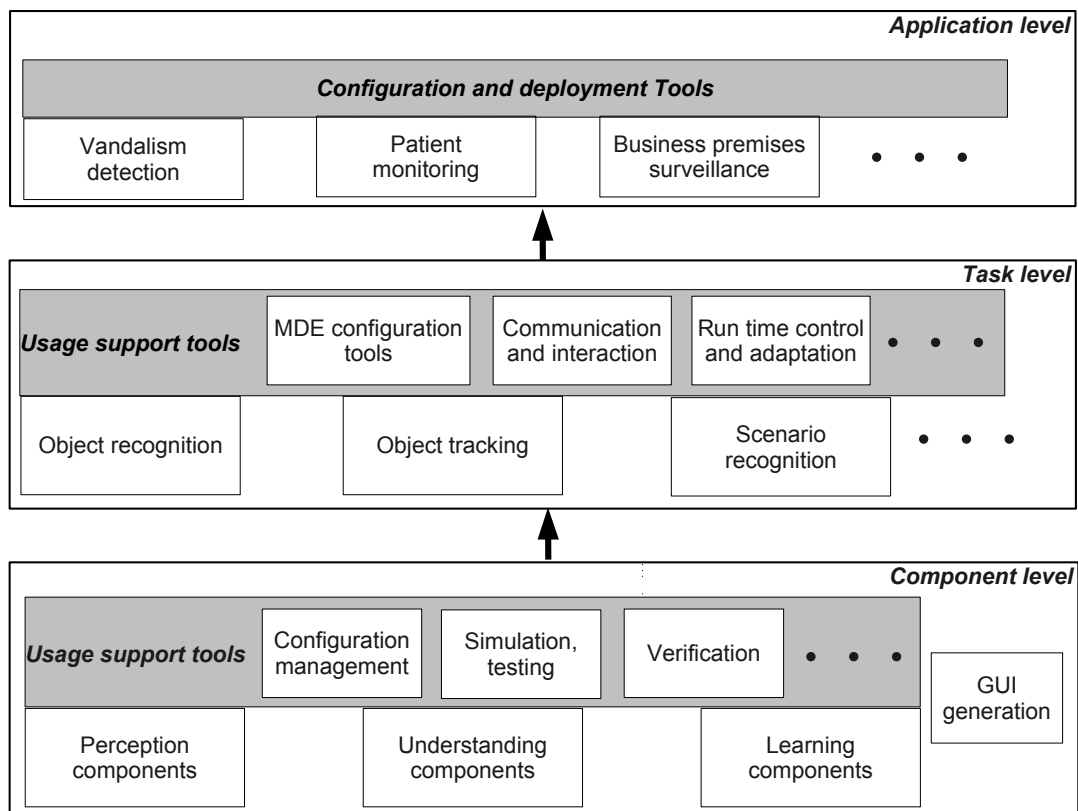 Application level
Configuration and deployment Tools
Vandalism
detection
Patient
monitoring
Business premises
surveillance
Task level
Usage support tools
MDE configuration
tools
Communication
and interaction
Run time control
and adaptation
Object recognition
Object tracking
Scenario
recognition
Component level
Usage support tools
Configuration
management
Simulation,
testing
Verification
GUI
generation
Perception
components
Understanding
components
Learning
components